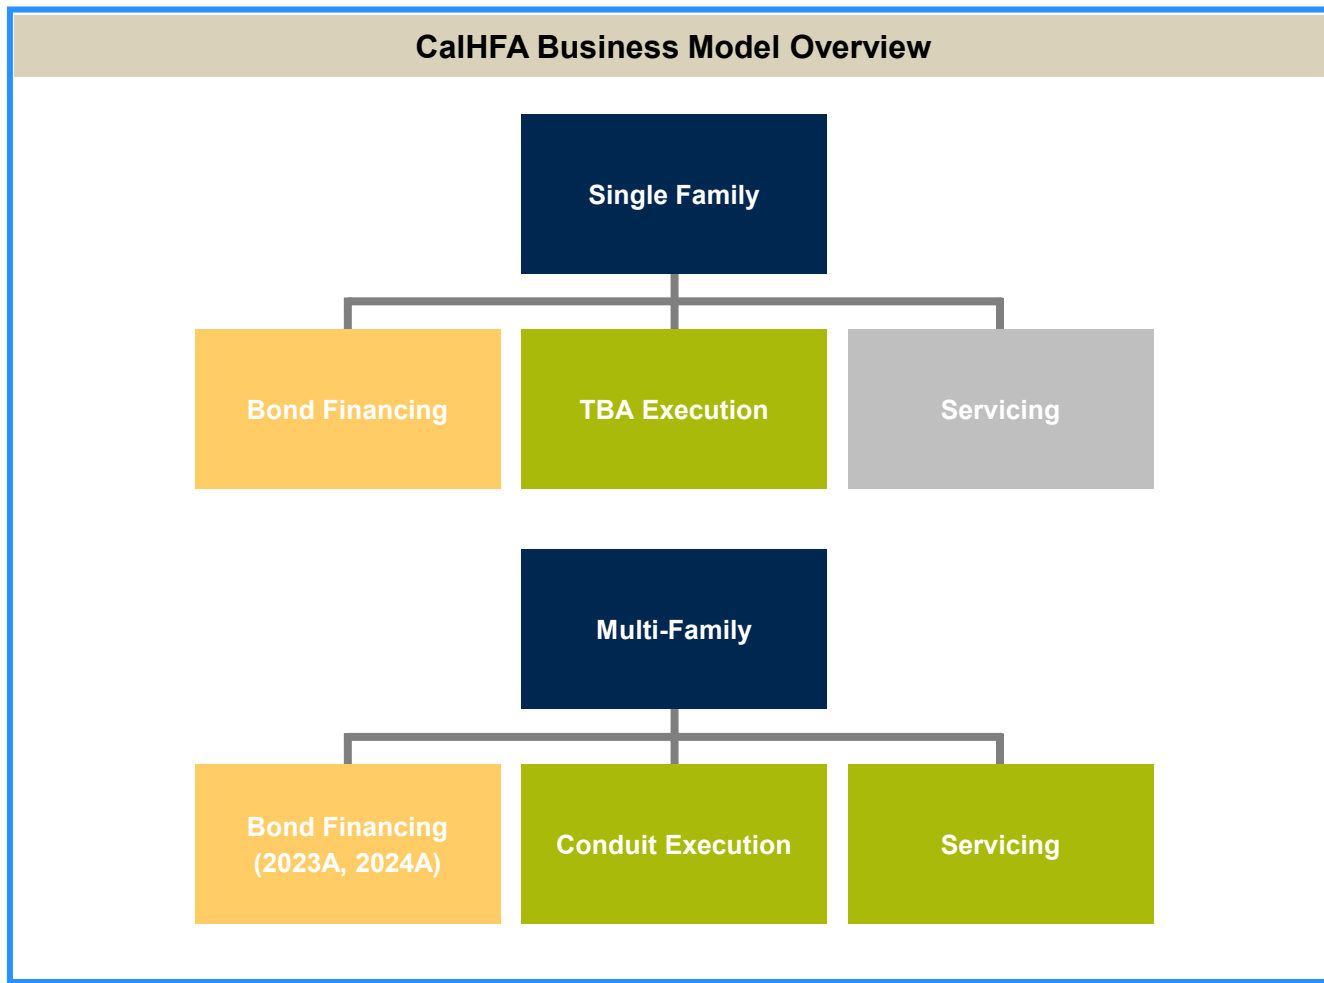 CalHFA Business Model Overview
Single Family
Bond Financing
TBA Execution
Servicing
Multi-Family
Bond Financing
(2023A, 2024A)
Conduit Execution
Servicing